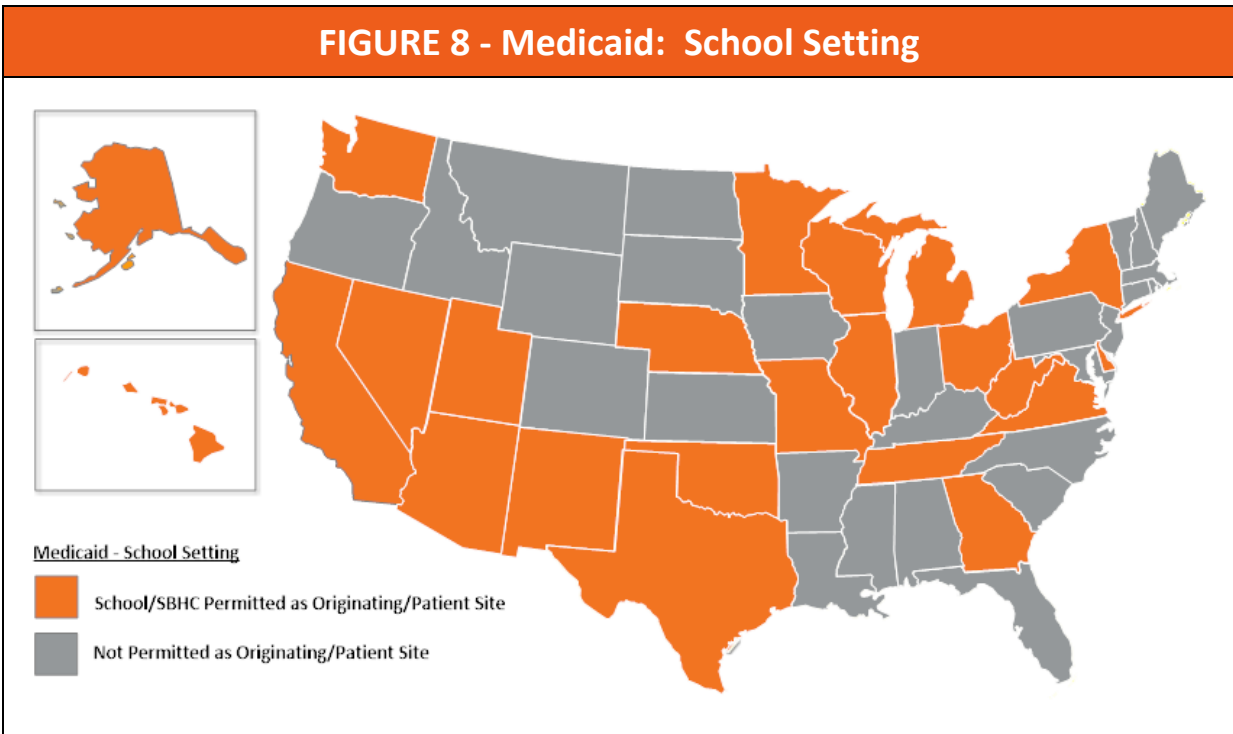 FIGURE 8 - Medicaid: School Setting
Medicaid - School Setting
School/SBHC Permitted as Originating/Patient Site
Not Permitted as Originating/Patient Site